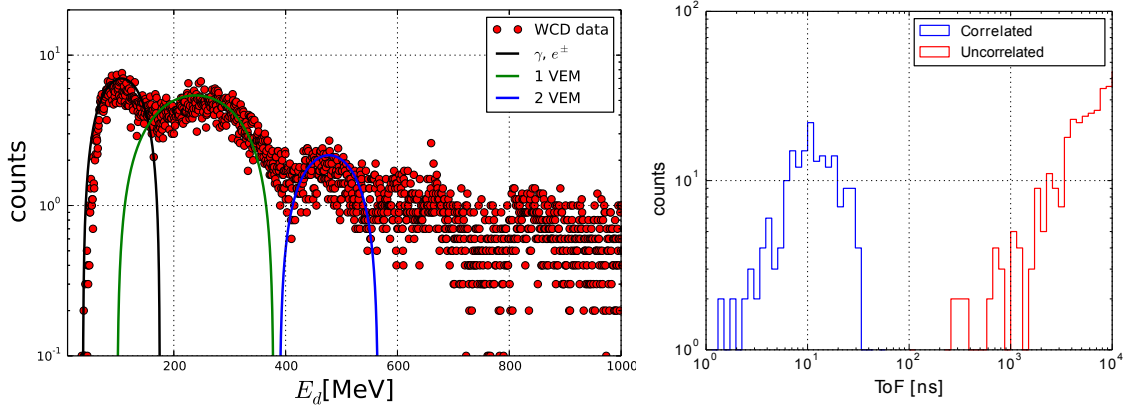 WCD data
γ, e±
1 VEM
2 VEM
10¹
10⁰
10⁻¹
counts
200
400
600
800
1000
E_d[MeV]
Correlated
Uncorrelated
10²
10¹
10⁰
counts
10⁰
10¹
10²
10³
10⁴
ToF [ns]